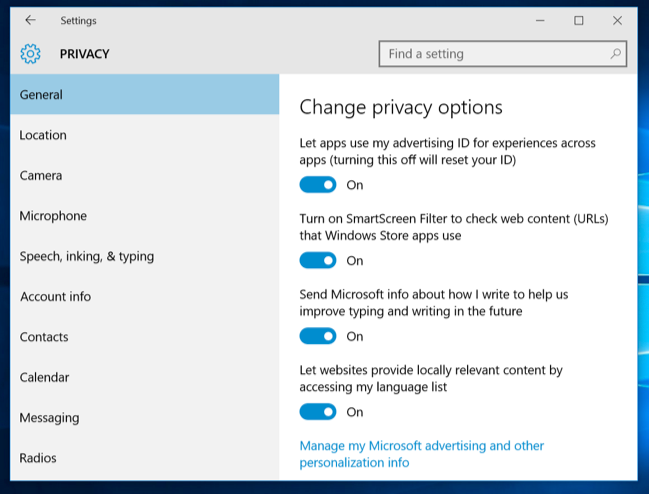 Settings
PRIVACY
Find a setting
General
Location
Camera
Microphone
Speech, inking, & typing
Account info
Contacts
Calendar
Messaging
Radios
Change privacy options
Let apps use my advertising ID for experiences across
apps (turning this off will reset your ID)
On
Turn on SmartScreen Filter to check web content (URLs)
that Windows Store apps use
On
Send Microsoft info about how I write to help us
improve typing and writing in the future
On
Let websites provide locally relevant content by
accessing my language list
On
Manage my Microsoft advertising and other
personalization info